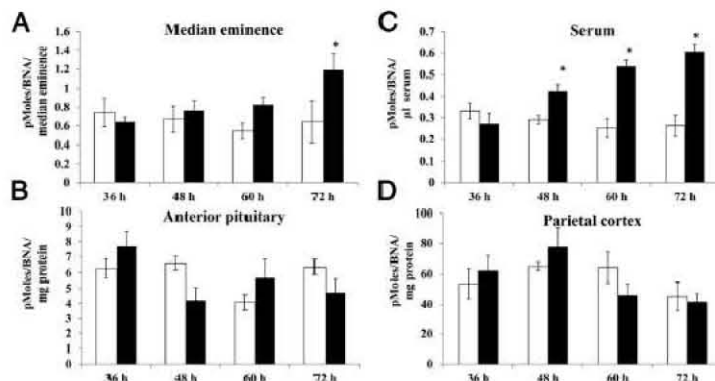 A
Median eminence
pMoles/BNA/
median eminence
1.6
1.4
1.2
1
0.8
0.6
0.4
0.2
0
*
36 h
48 h
60 h
72 h
C
Serum
pMoles/BNA/
µl serum
0.7
0.6
0.5
0.4
0.3
0.2
0.1
0
*
*
*
36 h
48 h
60 h
72 h
B
Anterior pituitary
pMoles/BNA/
mg protein
10
9
8
7
6
5
4
3
2
1
0
36 h
48 h
60 h
72 h
D
Parietal cortex
pMoles/BNA/
mg protein
100
80
60
40
20
0
36 h
48 h
60 h
72 h